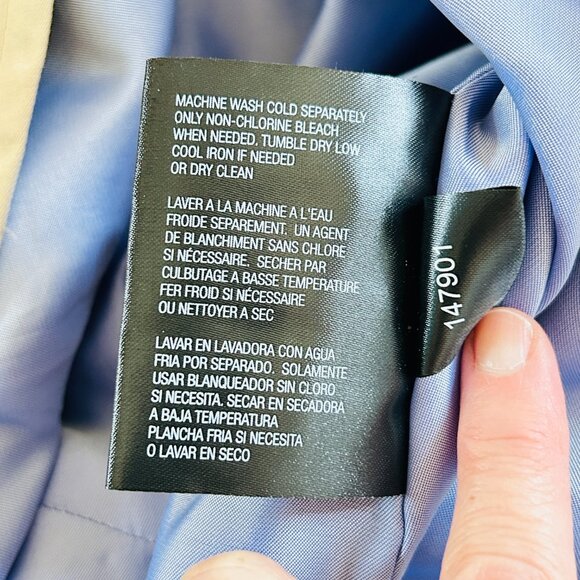 MACHINE WASH COLD SEPARATELY
ONLY NON-CHLORINE BLEACH
WHEN NEEDED. TUMBLE DRY LOW
COOL IRON IF NEEDED
OR DRY CLEAN
LAVER A LA MACHINE A L'EAU
FROIDE SEPAREMENT. UN AGENT
DE BLANCHIMENT SANS CHLORE
SI NÉCESSAIRE. SECHER PAR
CULBUTAGE A BASSE TEMPERATURE
FER FROID SI NÉCESSAIRE
OU NETTOYER A SEC
LAVAR EN LAVADORA CON AGUA
FRIA POR SEPARADO. SOLAMENTE
USAR BLANQUEADOR SIN CLORO
SI NECESITA. SECAR EN SECADORA
A BAJA TEMPERATURA
PLANCHA FRIA SI NECESITA
O LAVAR EN SECO
147901